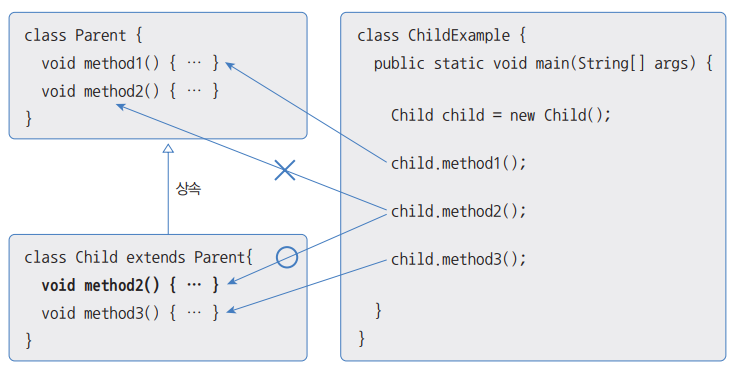 class Parent {
void method1() { … }
void method2() { … }
}
상속
class Child extends Parent{
void method2() { … }
void method3() { … }
}
class ChildExample {
public static void main(String[] args) {
Child child = new Child();
child.method1();
child.method2();
child.method3();
}
}